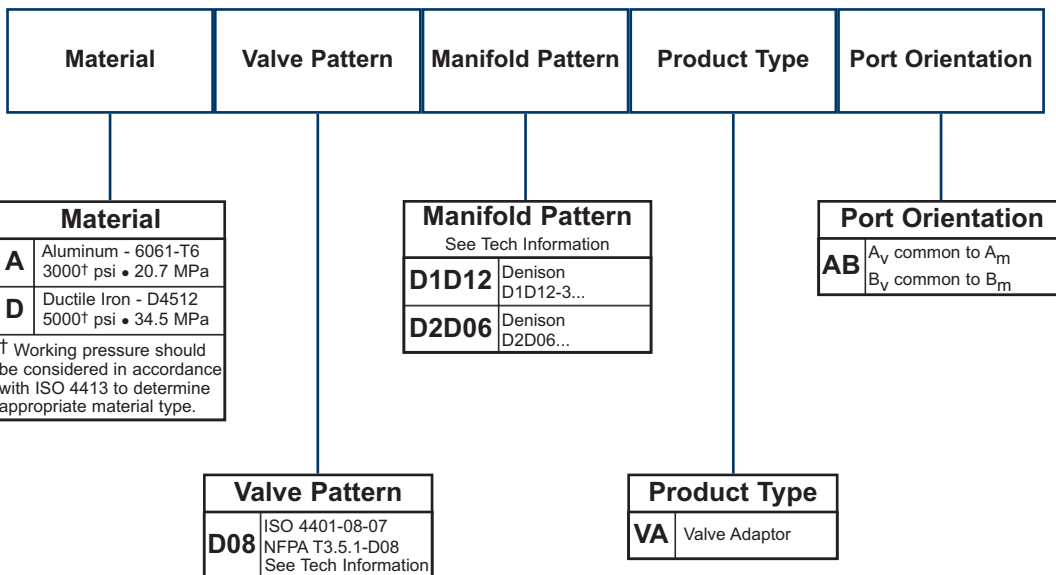 Material
Valve Pattern
Manifold Pattern
Product Type
Port Orientation
Material
A
Aluminum - 6061-T6
3000† psi • 20.7 MPa
D
Ductile Iron - D4512
5000† psi • 34.5 MPa
† Working pressure should
be considered in accordance
with ISO 4413 to determine
appropriate material type.
Manifold Pattern
See Tech Information
D1D12
Denison
D1D12-3...
D2D06
Denison
D2D06...
Port Orientation
AB
Av common to Am
Bv common to Bm
Valve Pattern
D08
ISO 4401-08-07
NFPA T3.5.1-D08
See Tech Information
Product Type
VA
Valve Adaptor